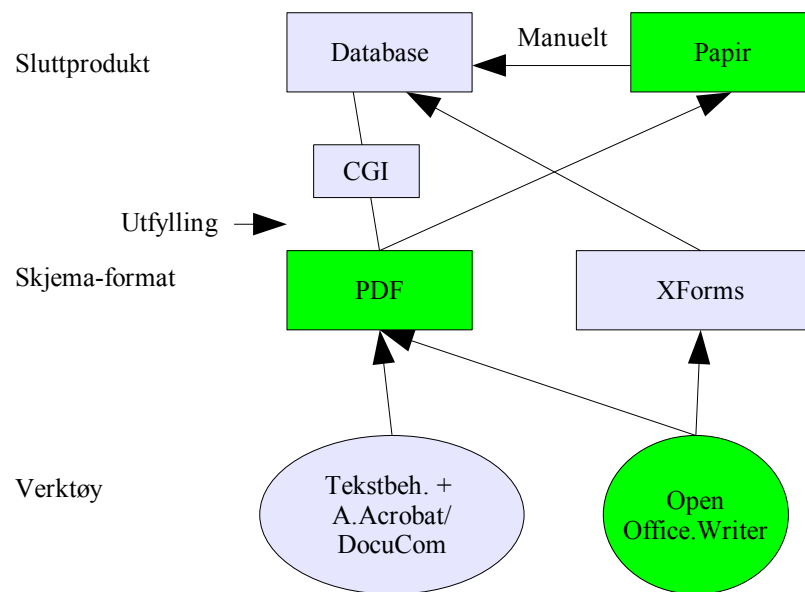 Sluttprodukt
Database
Manuelt
Papir
CGI
Utfylling
Skjema-format
PDF
XForms
Verktøy
Tekstbeh. +
A.Acrobat/
DocuCom
Open
Office.Writer